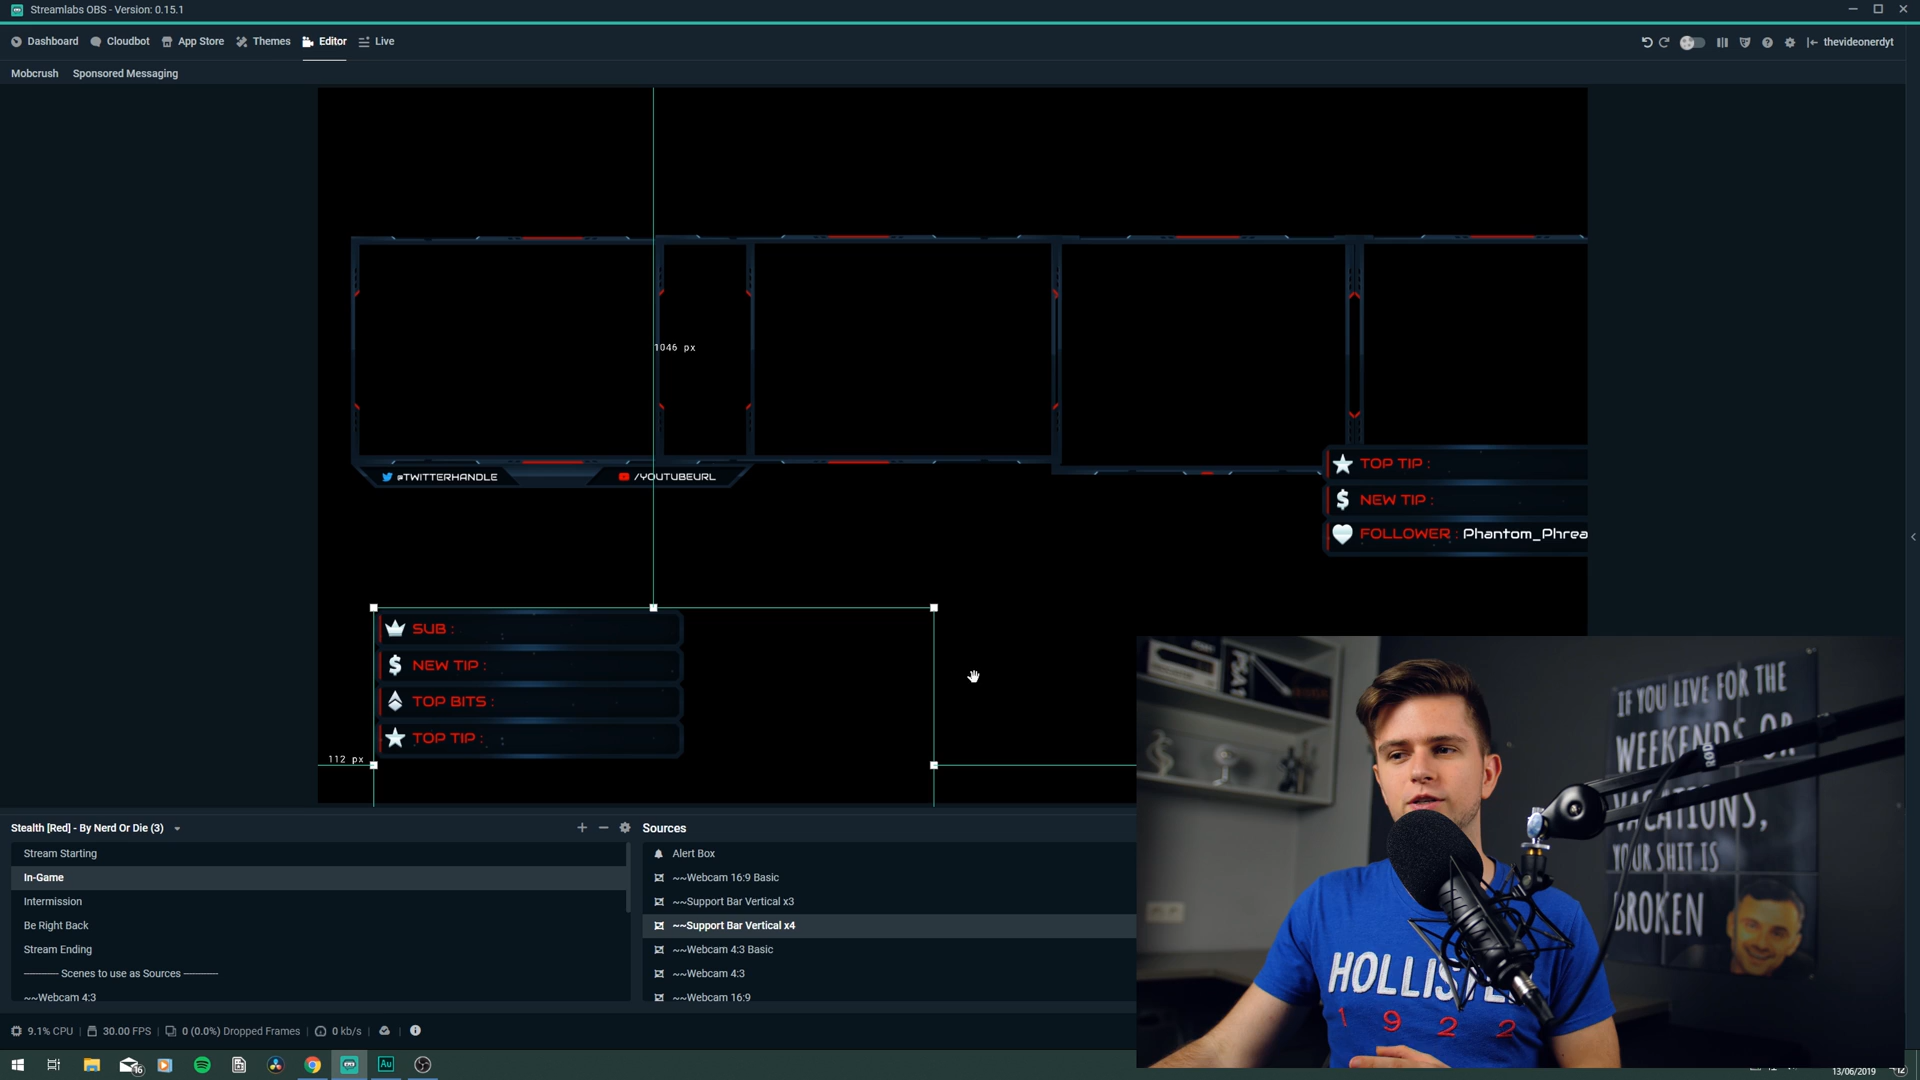 Streamlabs OBS - Version: 0.15.1
Dashboard Cloudbot App Store Themes Editor Live
thevideonerdyt
Mobcrush Sponsored Messaging
1046 px
@TWITTERHANDLE /YOUTUBEURL
TOP TIP :
NEW TIP :
FOLLOWER : Phantom_Phrea
SUB :
NEW TIP :
TOP BITS :
TOP TIP :
112 px
IF YOU LIVE FOR THE
WEEKENDS OR
VACATIONS,
YOUR SHIT IS
BROKEN
HOLLISTE
1 9 2 2
Stealth [Red] - By Nerd Or Die (3)
Stream Starting
In-Game
Intermission
Be Right Back
Stream Ending
Scenes to use as Sources
~~Webcam 4:3
Sources
Alert Box
~~Webcam 16:9 Basic
~~Support Bar Vertical x3
~~Support Bar Vertical x4
~~Webcam 4:3 Basic
~~Webcam 4:3
~~Webcam 16:9
9.1% CPU 30.00 FPS 0 (0.0%) Dropped Frames 0 kb/s
16
Au
13/06/2019